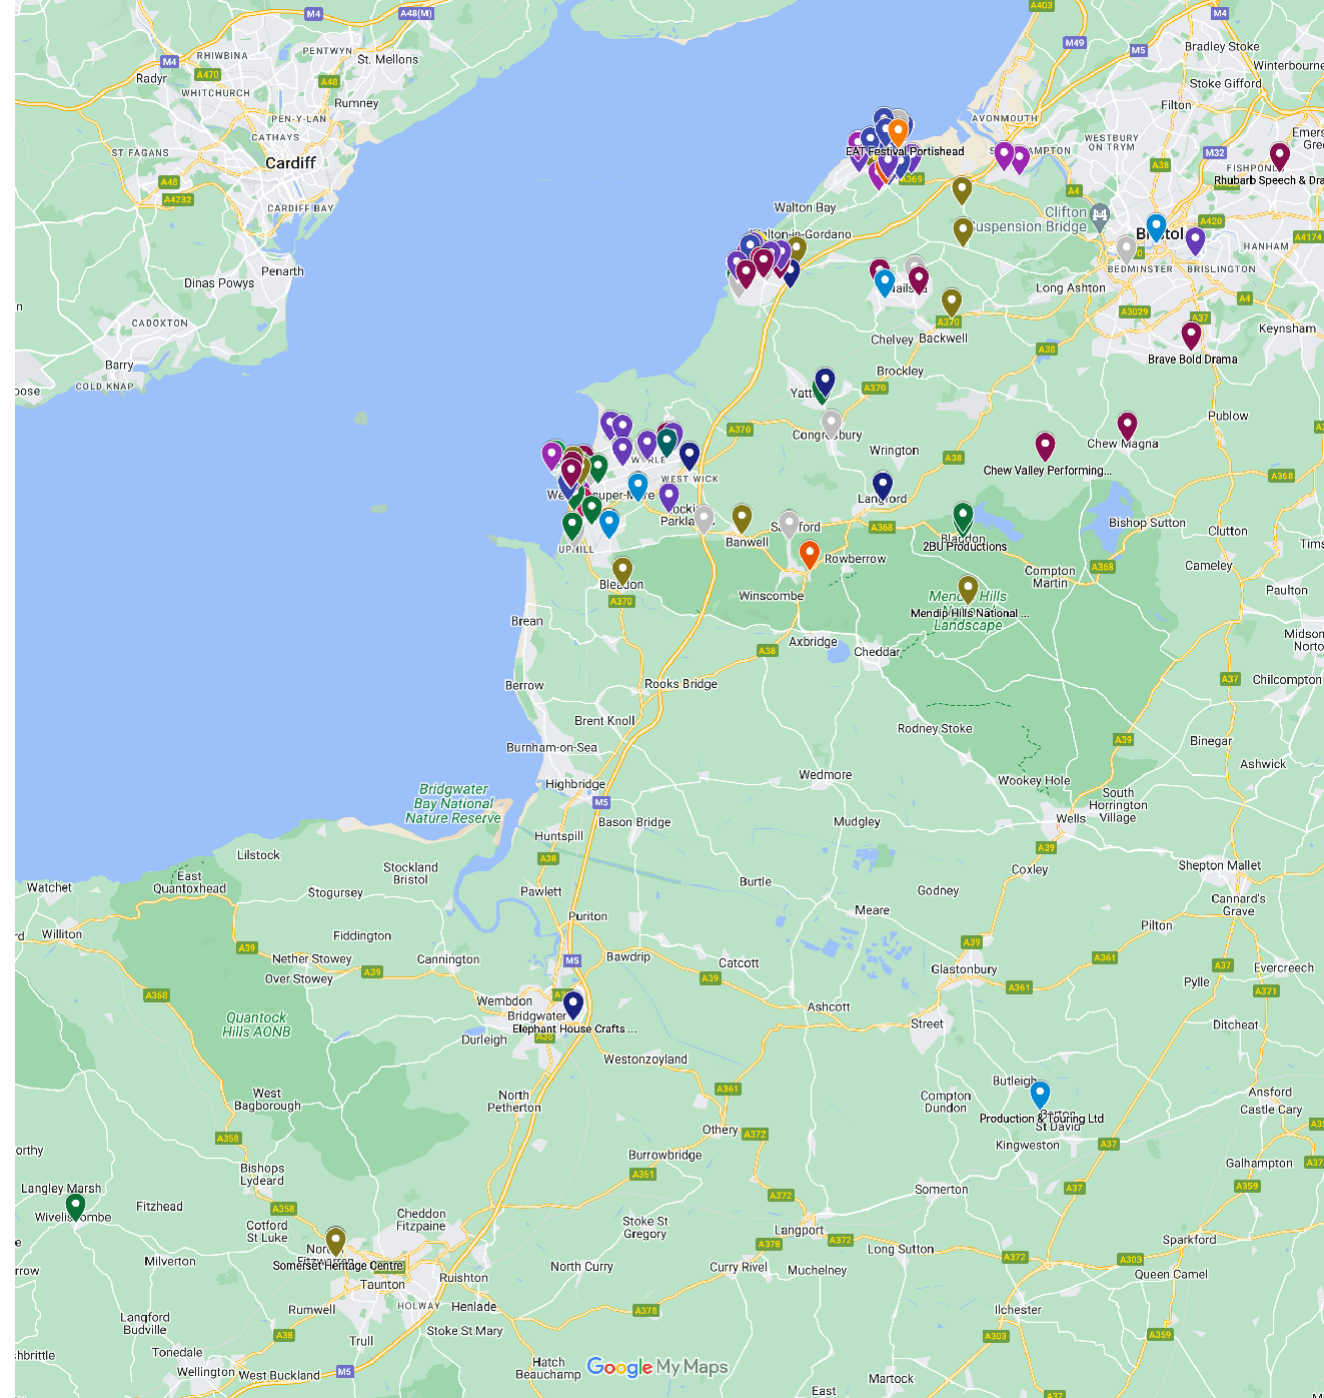 M4
A48(M)
A403
M4
RHIWBINA
PENTWYN
St. Mellons
M49
M5
Bradley Stoke
M4
Radyr
A470
A48
Winterbourne
WHITCHURCH
Stoke Gifford
Rumney
Filton
PEN-Y-LAN
AVONMOUTH
CATHAYS
WESTBURY
ON TRYM
ST FAGANS
Cardiff
EAT Festival Portishead
M32
A38
A48
A369
Rhubarb Speech & Dra
A4232
A4
CARDIFF BAY
Walton Bay
Clifton
Suspension Bridge
A420
Bristol
A4174
HANHAM
Penarth
BEDMINSTER
BRISLINGTON
Dinas Powys
Long Ashton
A4
CADOXTON
A370
A3029
A37
Keynsham
Chelvey
Backwell
A38
Brave Bold Drama
Barry
COLD KNAP
Brockley
A370
Publow
A370
Chew Magna
Wrington
A38
Chew Valley Performing...
A368
WEST WICK
Langford
Bishop Sutton
A368
Clutton
Banwell
2BU Productions
UPHILL
Rowberrow
Compton
Martin
A368
Cameley
Winscombe
Paulton
A370
Mendip Hills National ...
Landscape
Brean
Axbridge
Midson
Norto
A38
Cheddar
Berrow
Rooks Bridge
A37
Chilcompton
Brent Knoll
Rodney Stoke
Burnham-on-Sea
A39
Binegar
Wedmore
Wookey Hole
Ashwick
Highbridge
Bridgwater
Bay National
Nature Reserve
M5
South
Horrington
Village
Bason Bridge
Mudgley
Wells
Huntspill
A39
Lilstock
A38
Coxley
Shepton Mallet
Stockland
Bristol
East
Quantoxhead
Watchet
Stogursey
Pawlett
Burtle
Godney
Cannard's
Grave
Meare
Puriton
Pilton
Williton
Fiddington
A39
A39
Nether Stowey
Cannington
Bawdrip
A361
Catcott
Glastonbury
A37
Evercreech
Over Stowey
A39
M5
A39
Pylle
A358
A361
A371
Wembdon
Ashcott
Quantock
Hills AONB
Bridgwater
Street
Ditcheat
Elephant House Crafts ...
Durleigh
A38
Westonzoyland
Butleigh
West
Bagborough
North
Petherton
A361
Compton
Dundon
Ansford
Castle Cary
Production & Touring Ltd
St David
Othery
A372
A358
Kingweston
A37
Burrowbridge
Bishops
Lydeard
A361
Galhampton
Langley Marsh
A37
A359
Somerton
A372
Fitzhead
A358
Cheddon
Fitzpaine
Cotford
St Luke
Stoke St
Gregory
Langport
A378
A372
Long Sutton
Sparkford
A372
A303
Milverton
Somerset Heritage Centre
Taunton
Ruishton
North Curry
Curry Rivel
Muchelney
Queen Camel
HOLWAY
Henlade
A378
Ilchester
Langford
Budville
Rumwell
A38
Stoke St Mary
A303
A359
Trull
Tonedale
Hatch
Beauchamp
Google My Maps
Wellington
West Buckland
M5
Martock
East
A37